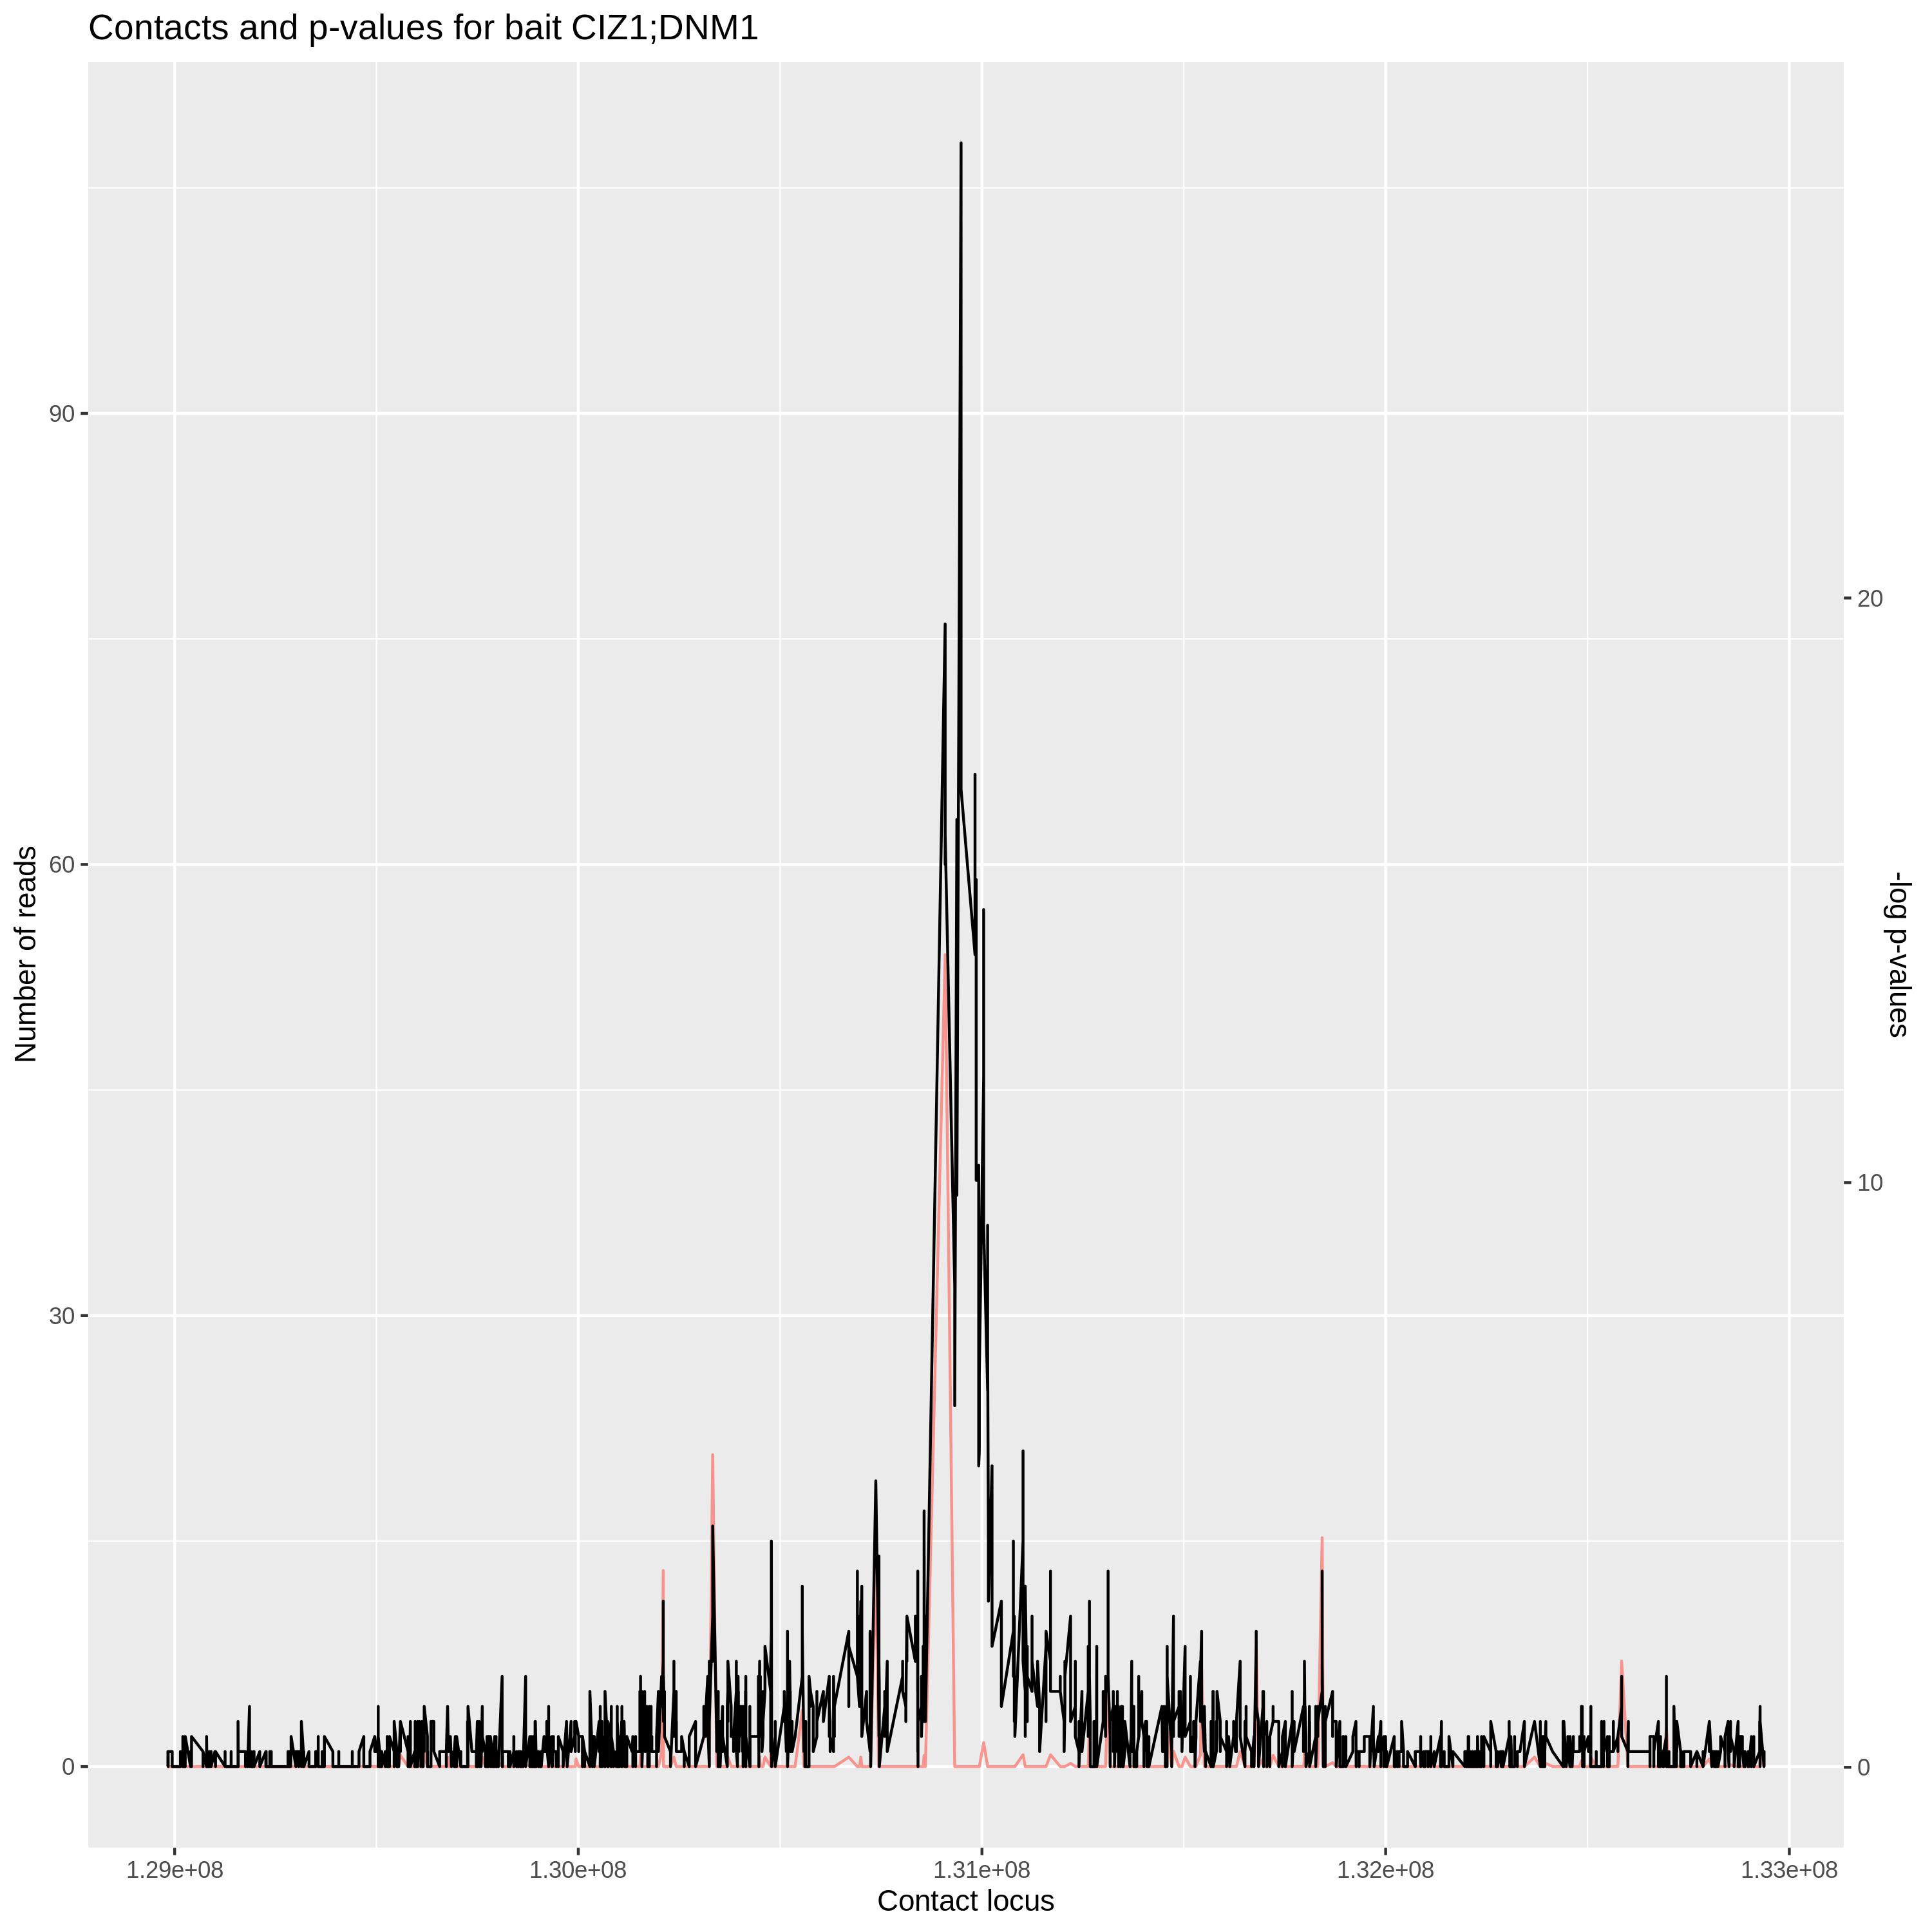 Contacts and p-values for bait CIZ1;DNM1
90
60
30
0
Number of reads
20
10
0
-log p-values
1.29e+08
1.30e+08
1.31e+08
1.32e+08
1.33e+08
Contact locus